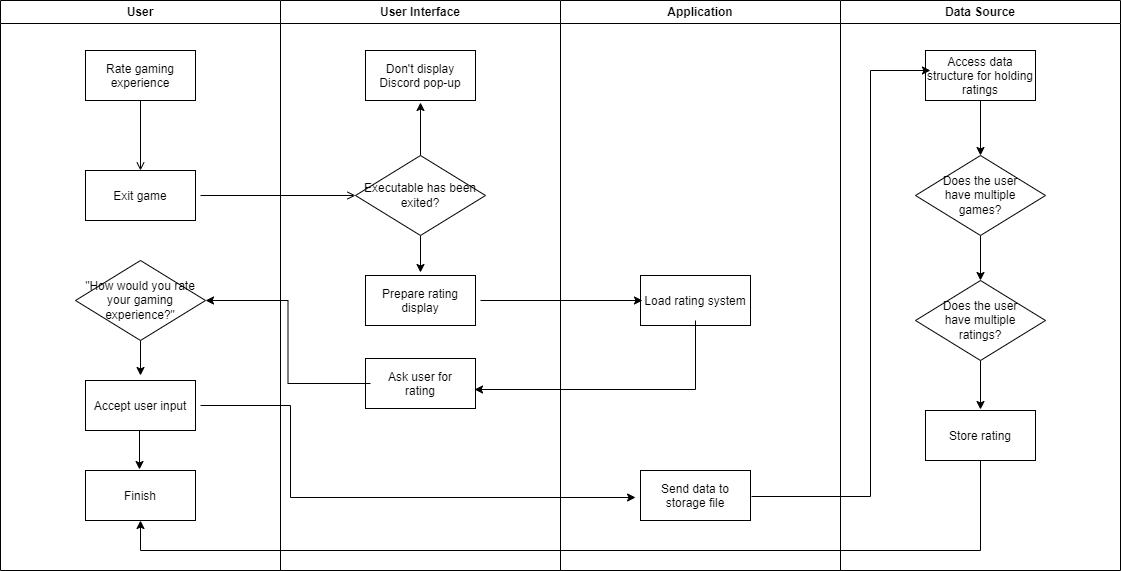 User
User Interface
Application
Data Source
Rate gaming
experience
Exit game
"How would you rate
your gaming
experience?"
Accept user input
Finish
Don't display
Discord pop-up
Executable has been
exited?
Prepare rating
display
Ask user for
rating
Load rating system
Send data to
storage file
Access data
structure for holding
ratings
Does the user
have multiple
games?
Does the user
have multiple
ratings?
Store rating